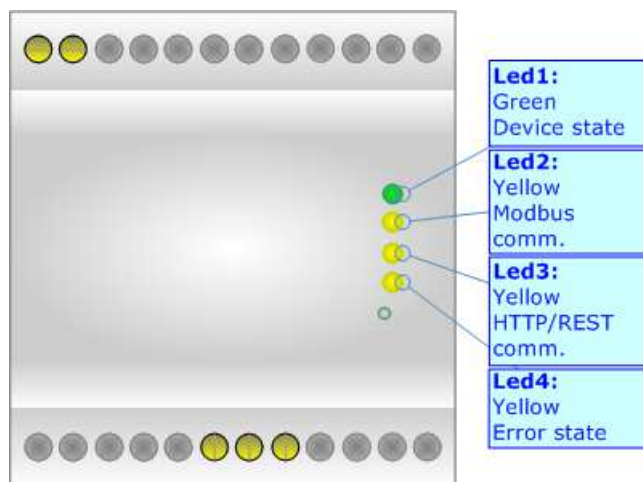 Led1:
Green
Device state
Led2:
Yellow
Modbus
comm.
Led3:
Yellow
HTTP/REST
comm.
Led4:
Yellow
Error state